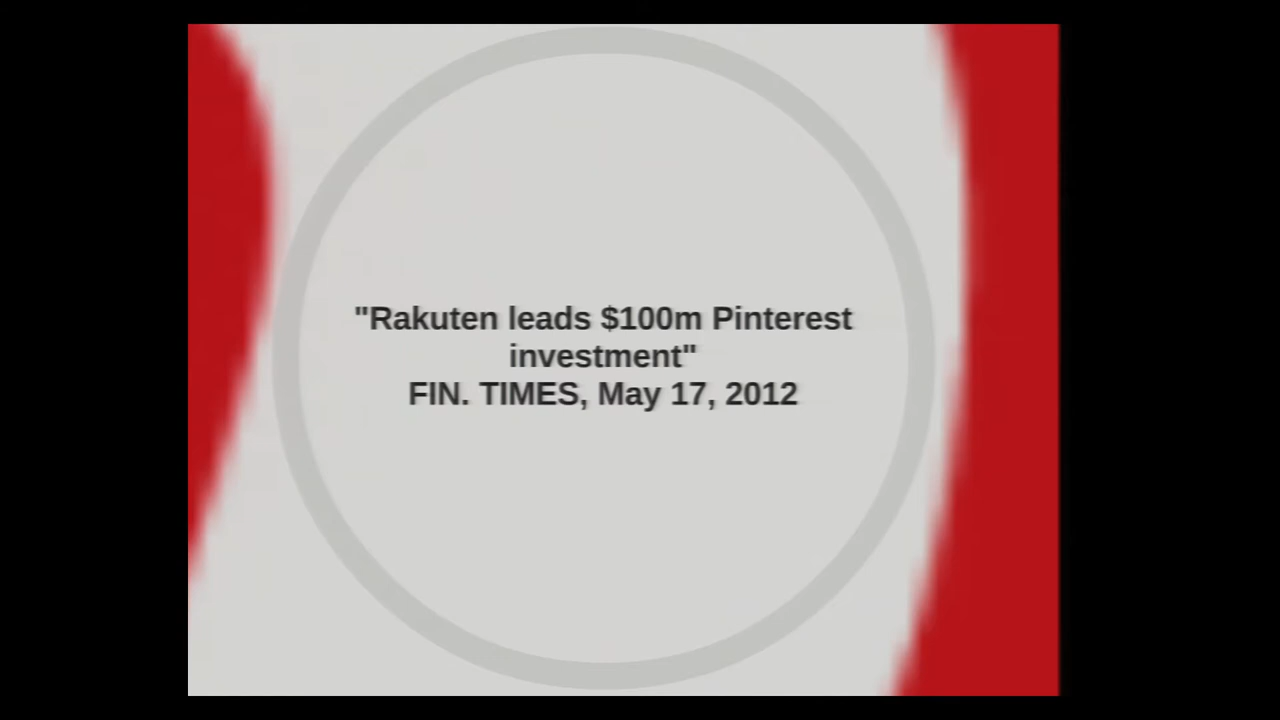 "Rakuten leads $100m Pinterest
investment"
FIN. TIMES, May 17, 2012